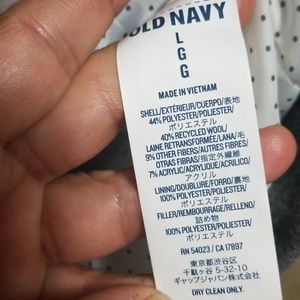 OLD NAVY
L
G
G
MADE IN VIETNAM
SHELL/EXTÉRIEUR/CUERPO/表地
44% POLYESTER/POLIESTER/
ポリエステル
40% RECYCLED WOOL/
LAINE RETRANSFORMÉE/LANA/毛
9% OTHER FIBERS/AUTRES FIBRES/
OTRAS FIBRAS/指定外繊維
7% ACRYLIC/ACRYLIQUE/ACRILICO/
アクリル
LINING/DOUBLURE/FORRO/裏地
100% POLYESTER/POLIESTER/
ポリエステル
FILLER/REMBOURRAGE/RELLENO/
詰物
100% POLYESTER/POLIESTER/
ポリエステル
RN 54023 / CA 17897
東京都渋谷区
千駄ヶ谷 5-32-10
ギャップジャパン株式会社
DRY CLEAN ONLY.